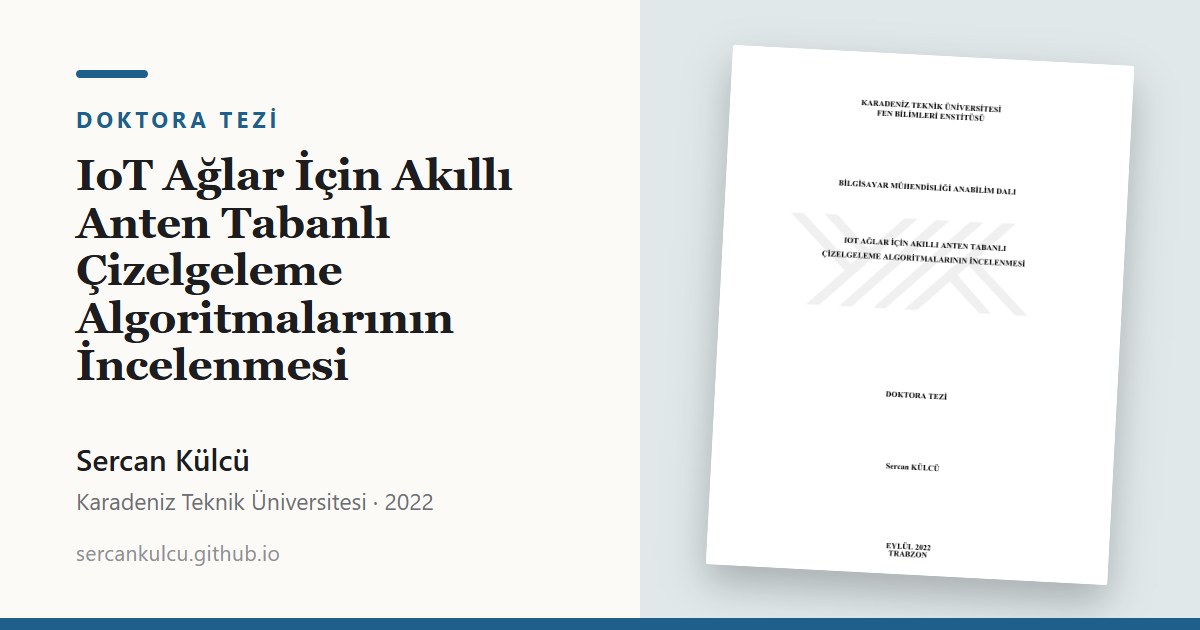 DOKTORA TEZİ
IoT Ağlar İçin Akıllı
Anten Tabanlı
Çizelgeleme
Algoritmalarının
İncelenmesi
Sercan Külcü
Karadeniz Teknik Üniversitesi · 2022
sercankulcu.github.io
KARADENİZ TEKNİK ÜNİVERSİTESİ
FEN BİLİMLERİ ENSTİTÜSÜ
BİLGİSAYAR MÜHENDİSLİĞİ ANABİLİM DALI
IOT AĞLAR İÇİN AKILLI ANTEN TABANLI
ÇİZELGELEME ALGORİTMALARININ İNCELENMESİ
DOKTORA TEZİ
Sercan KÜLCÜ
EYLÜL 2022
TRABZON